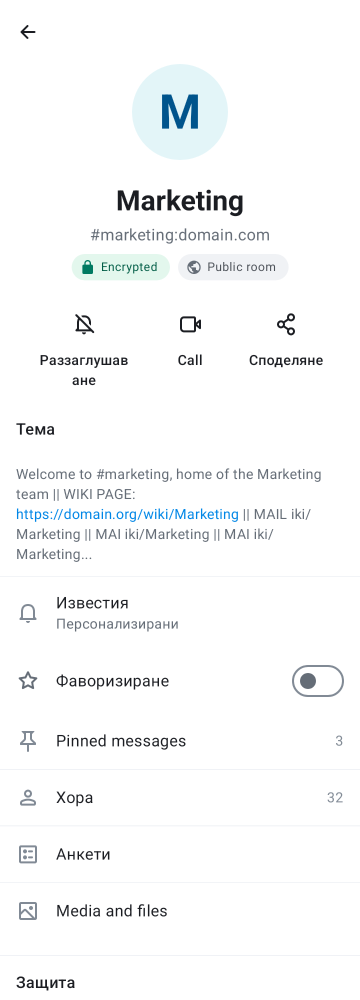 M
Marketing
#marketing:domain.com
Encrypted
Public room
Раззаглушав
ане
Call
Споделяне
Тема
Welcome to #marketing, home of the Marketing
team || WIKI PAGE:
https://domain.org/wiki/Marketing || MAIL iki/
Marketing || MAI iki/Marketing || MAI iki/
Marketing...
Известия
Персонализирани
Фаворизиране
Pinned messages
3
Хора
32
Анкети
Media and files
Защита